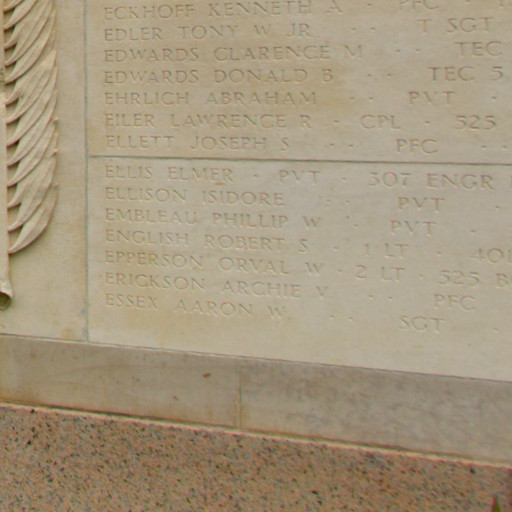 ECKHOFF KENNETH A · PFC
EDLER TONY W JR · · T SGT
EDWARDS CLARENCE M · · TEC
EDWARDS DONALD B · · TEC 5
EHRLICH ABRAHAM · · PVT ·
EILER LAWRENCE R · CPL · 525
ELLETT JOSEPH S · · PFC · ·
ELLIS ELMER · PVT · 307 ENGR
ELLISON ISIDORE · · PVT ·
EMBLEAU PHILLIP W · PVT ·
ENGLISH ROBERT S · 1 LT · 401
EPPERSON ORVAL W · 2 LT · 525 B
ERICKSON ARCHIE V · · PFC
ESSEX AARON W · · SGT ·